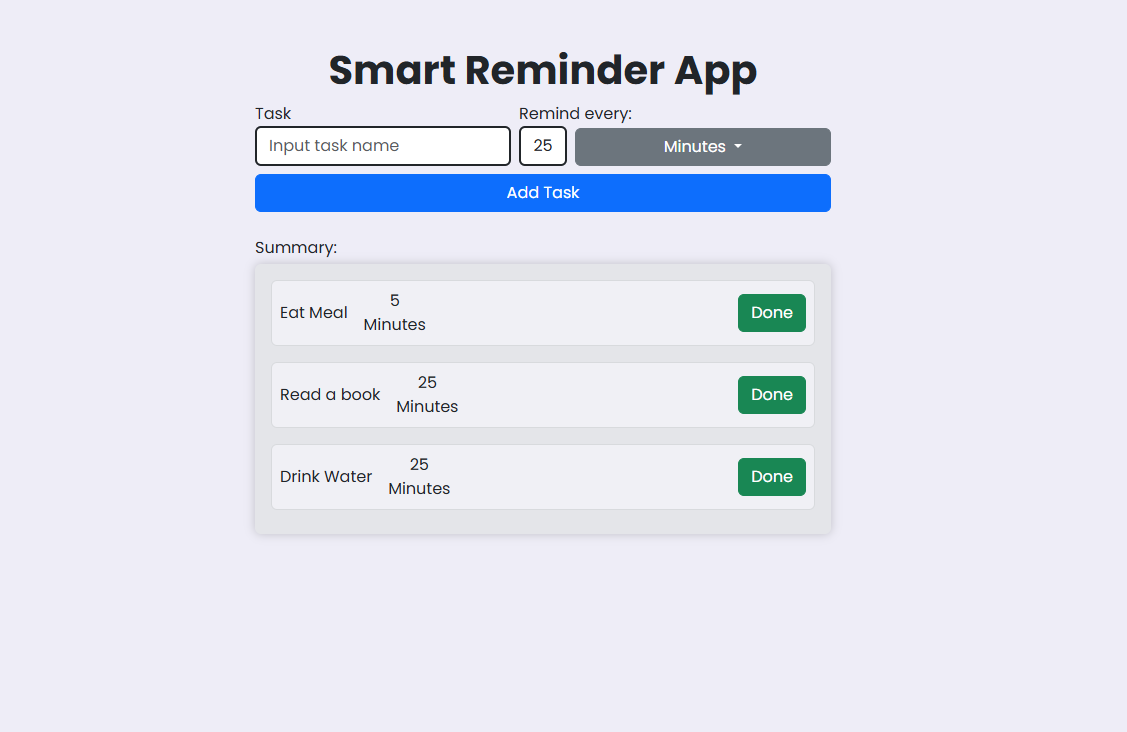 Smart Reminder App
Task
Remind every:
Input task name
25
Minutes
Add Task
Summary:
Eat Meal
5
Minutes
Done
Read a book
25
Minutes
Done
Drink Water
25
Minutes
Done